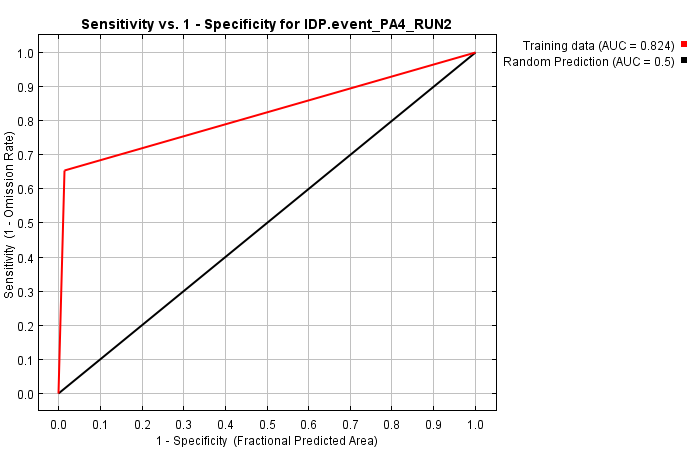 Sensitivity vs. 1 - Specificity for IDP.event_PA4_RUN2
Training data (AUC = 0.824)
Random Prediction (AUC = 0.5)
Sensitivity (1 - Omission Rate)
1.0
0.9
0.8
0.7
0.6
0.5
0.4
0.3
0.2
0.1
0.0
0.0 0.1 0.2 0.3 0.4 0.5 0.6 0.7 0.8 0.9 1.0
1 - Specificity (Fractional Predicted Area)